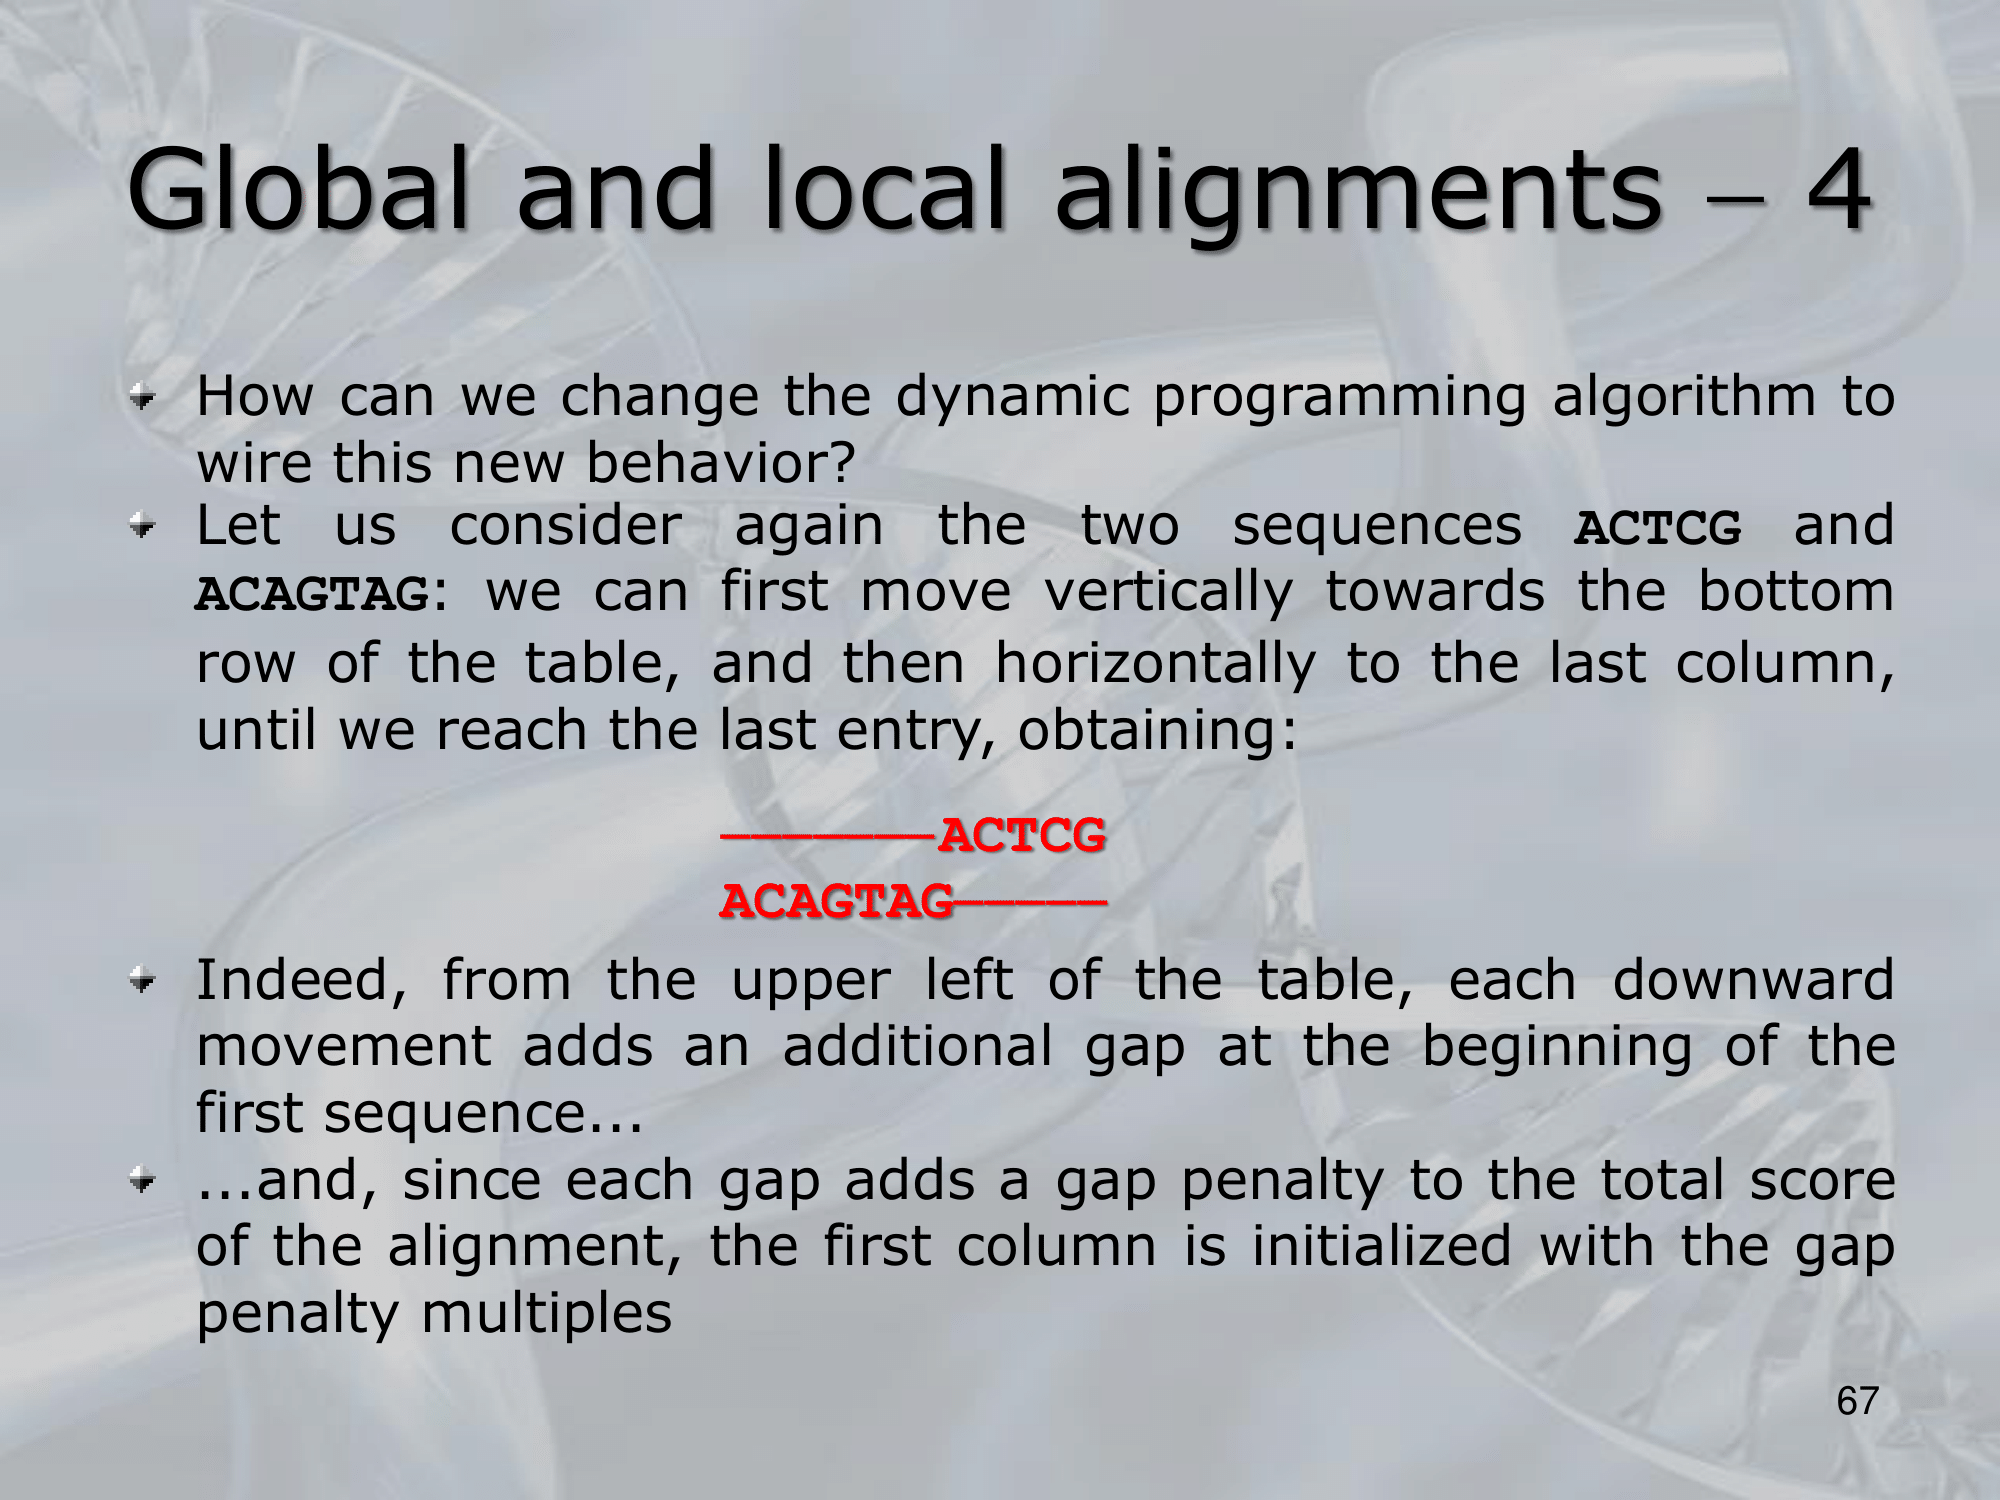 Global and local alignments – 4
How can we change the dynamic programming algorithm to
wire this new behavior?
Let us consider again the two sequences ACTCG and
ACAGTAG: we can first move vertically towards the bottom
row of the table, and then horizontally to the last column,
until we reach the last entry, obtaining:
–––––––ACTCG
ACAGTAG–––––
Indeed, from the upper left of the table, each downward
movement adds an additional gap at the beginning of the
first sequence...
...and, since each gap adds a gap penalty to the total score
of the alignment, the first column is initialized with the gap
penalty multiples
67